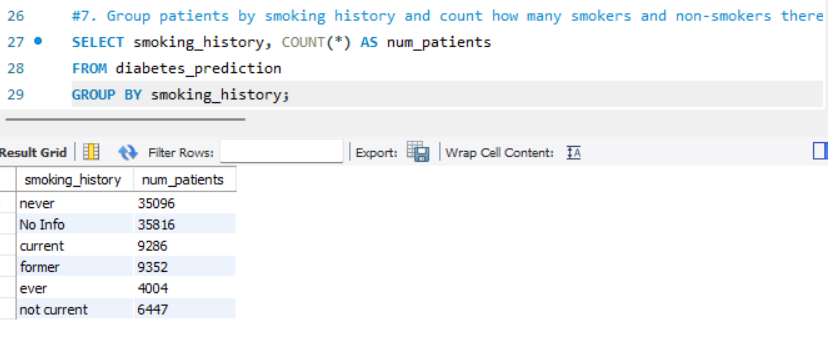 26 #7. Group patients by smoking history and count how many smokers and non-smokers there
27 SELECT smoking_history, COUNT(*) AS num_patients
28 FROM diabetes_prediction
29 GROUP BY smoking_history;
Result Grid Filter Rows: Export: Wrap Cell Content: IA
smoking_history num_patients
never 35096
No Info 35816
current 9286
former 9352
ever 4004
not current 6447